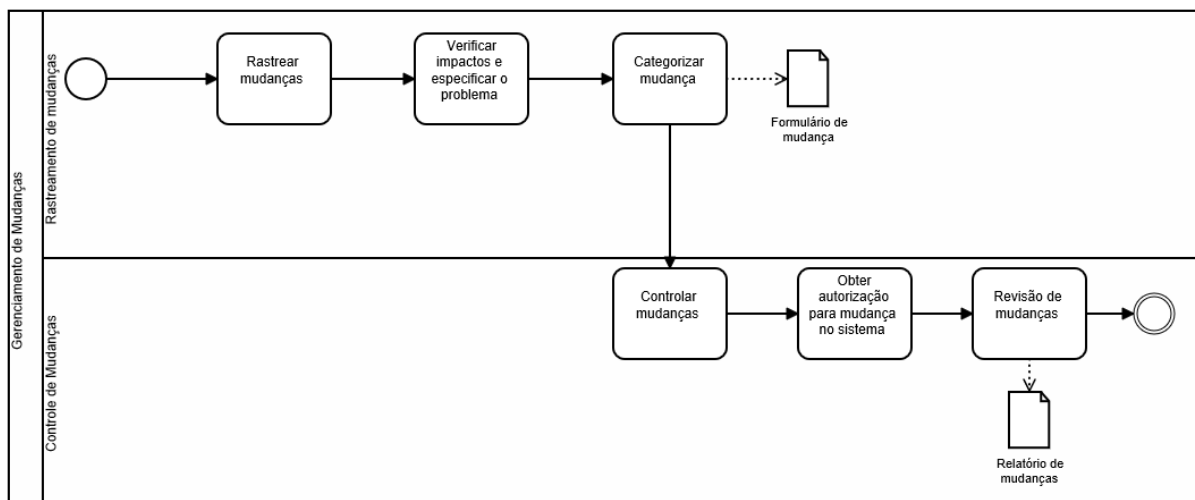 Gerenciamento de Mudanças
Rastreamento de mudanças
Rastrear
mudanças
Verificar
impactos e
especificar o
problema
Categorizar
mudança
Formulário de
mudança
Controle de Mudanças
Controlar
mudanças
Obter
autorização
para mudança
no sistema
Revisão de
mudanças
Relatório de
mudanças